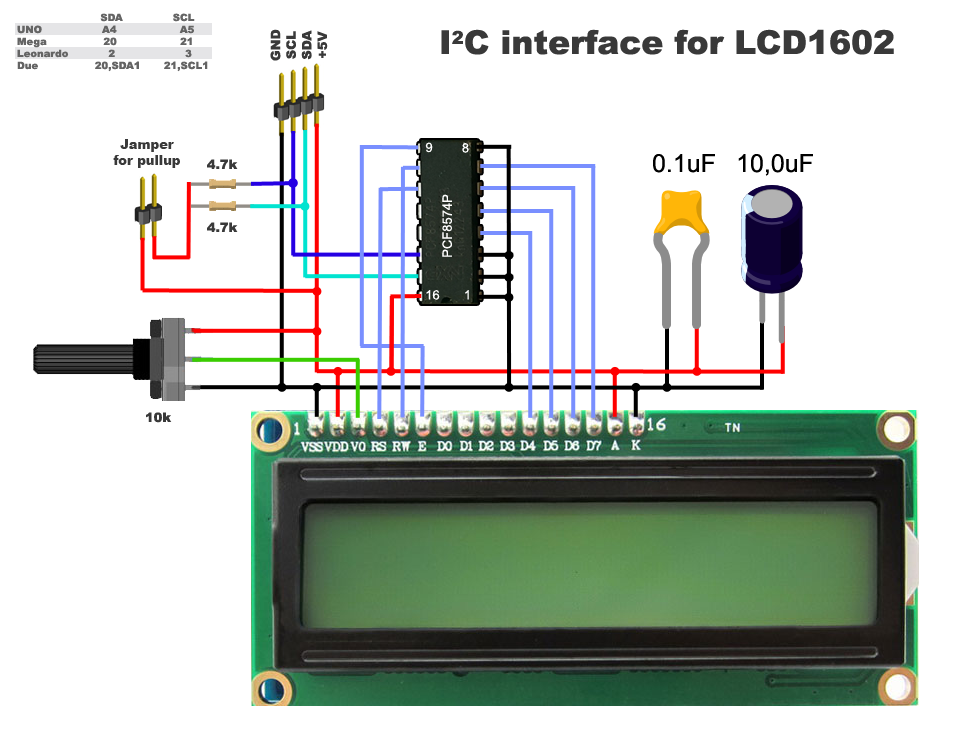 SDA SCL
UNO A4 A5
Mega 20 21
Leonardo 2 3
Due 20,SDA1 21,SCL1
I²C interface for LCD1602
GND
SCL
SDA
+5V
Jamper
for pullup
4.7k
4.7k
9 8
PCF8574P
16 1
0.1uF 10,0uF
10k
1 16 TN
VSS VDD V0 RS RW E D0 D1 D2 D3 D4 D5 D6 D7 A K